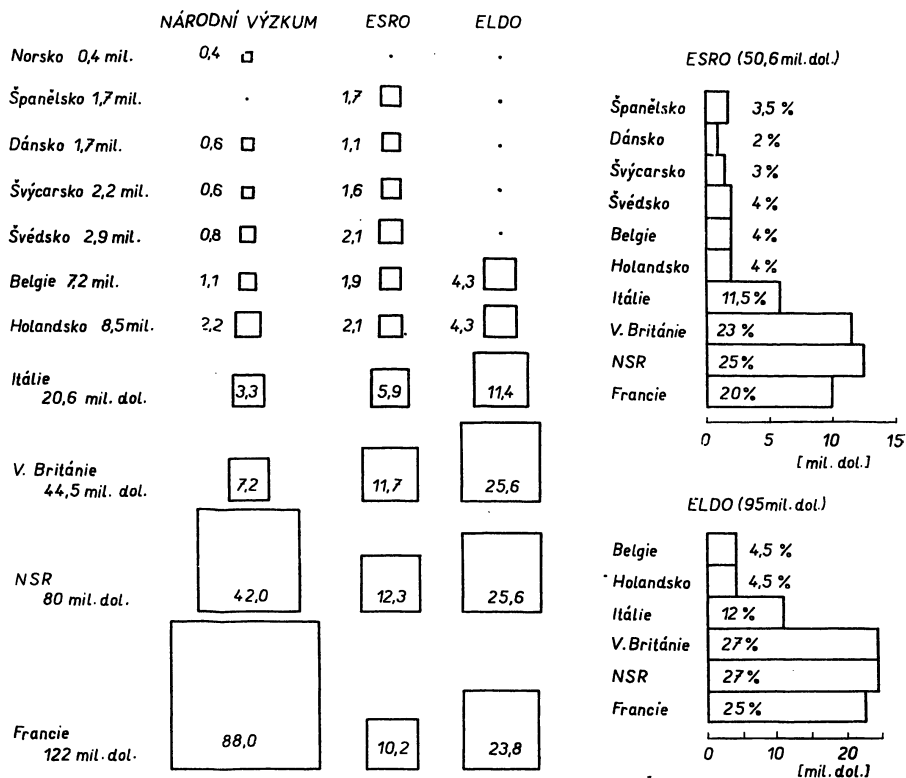 NÁRODNÍ VÝZKUM ESRO ELDO
Norsko 0,4 mil. 0,4
Španělsko 1,7 mil. 1,7
Dánsko 1,7 mil. 0,6 1,1
Švýcarsko 2,2 mil. 0,6 1,6
Švédsko 2,9 mil. 0,8 2,1
Belgie 7,2 mil. 1,1 1,9 4,3
Holandsko 8,5 mil. 2,2 2,1 4,3
Itálie
20,6 mil. dol. 3,3 5,9 11,4
V. Británie
44,5 mil. dol. 7,2 11,7 25,6
NSR
80 mil. dol. 42,0 12,3 25,6
Francie
122 mil. dol. 88,0 10,2 23,8
ESRO (50,6 mil. dol.)
Španělsko 3,5 %
Dánsko 2 %
Švýcarsko 3 %
Švédsko 4 %
Belgie 4 %
Holandsko 4 %
Itálie 11,5 %
V. Británie 23 %
NSR 25 %
Francie 20 %
0 5 10 15
[mil. dol.]
ELDO (95 mil. dol.)
Belgie 4,5 %
Holandsko 4,5 %
Itálie 12 %
V. Británie 27 %
NSR 27 %
Francie 25 %
0 10 20
[mil. dol.]